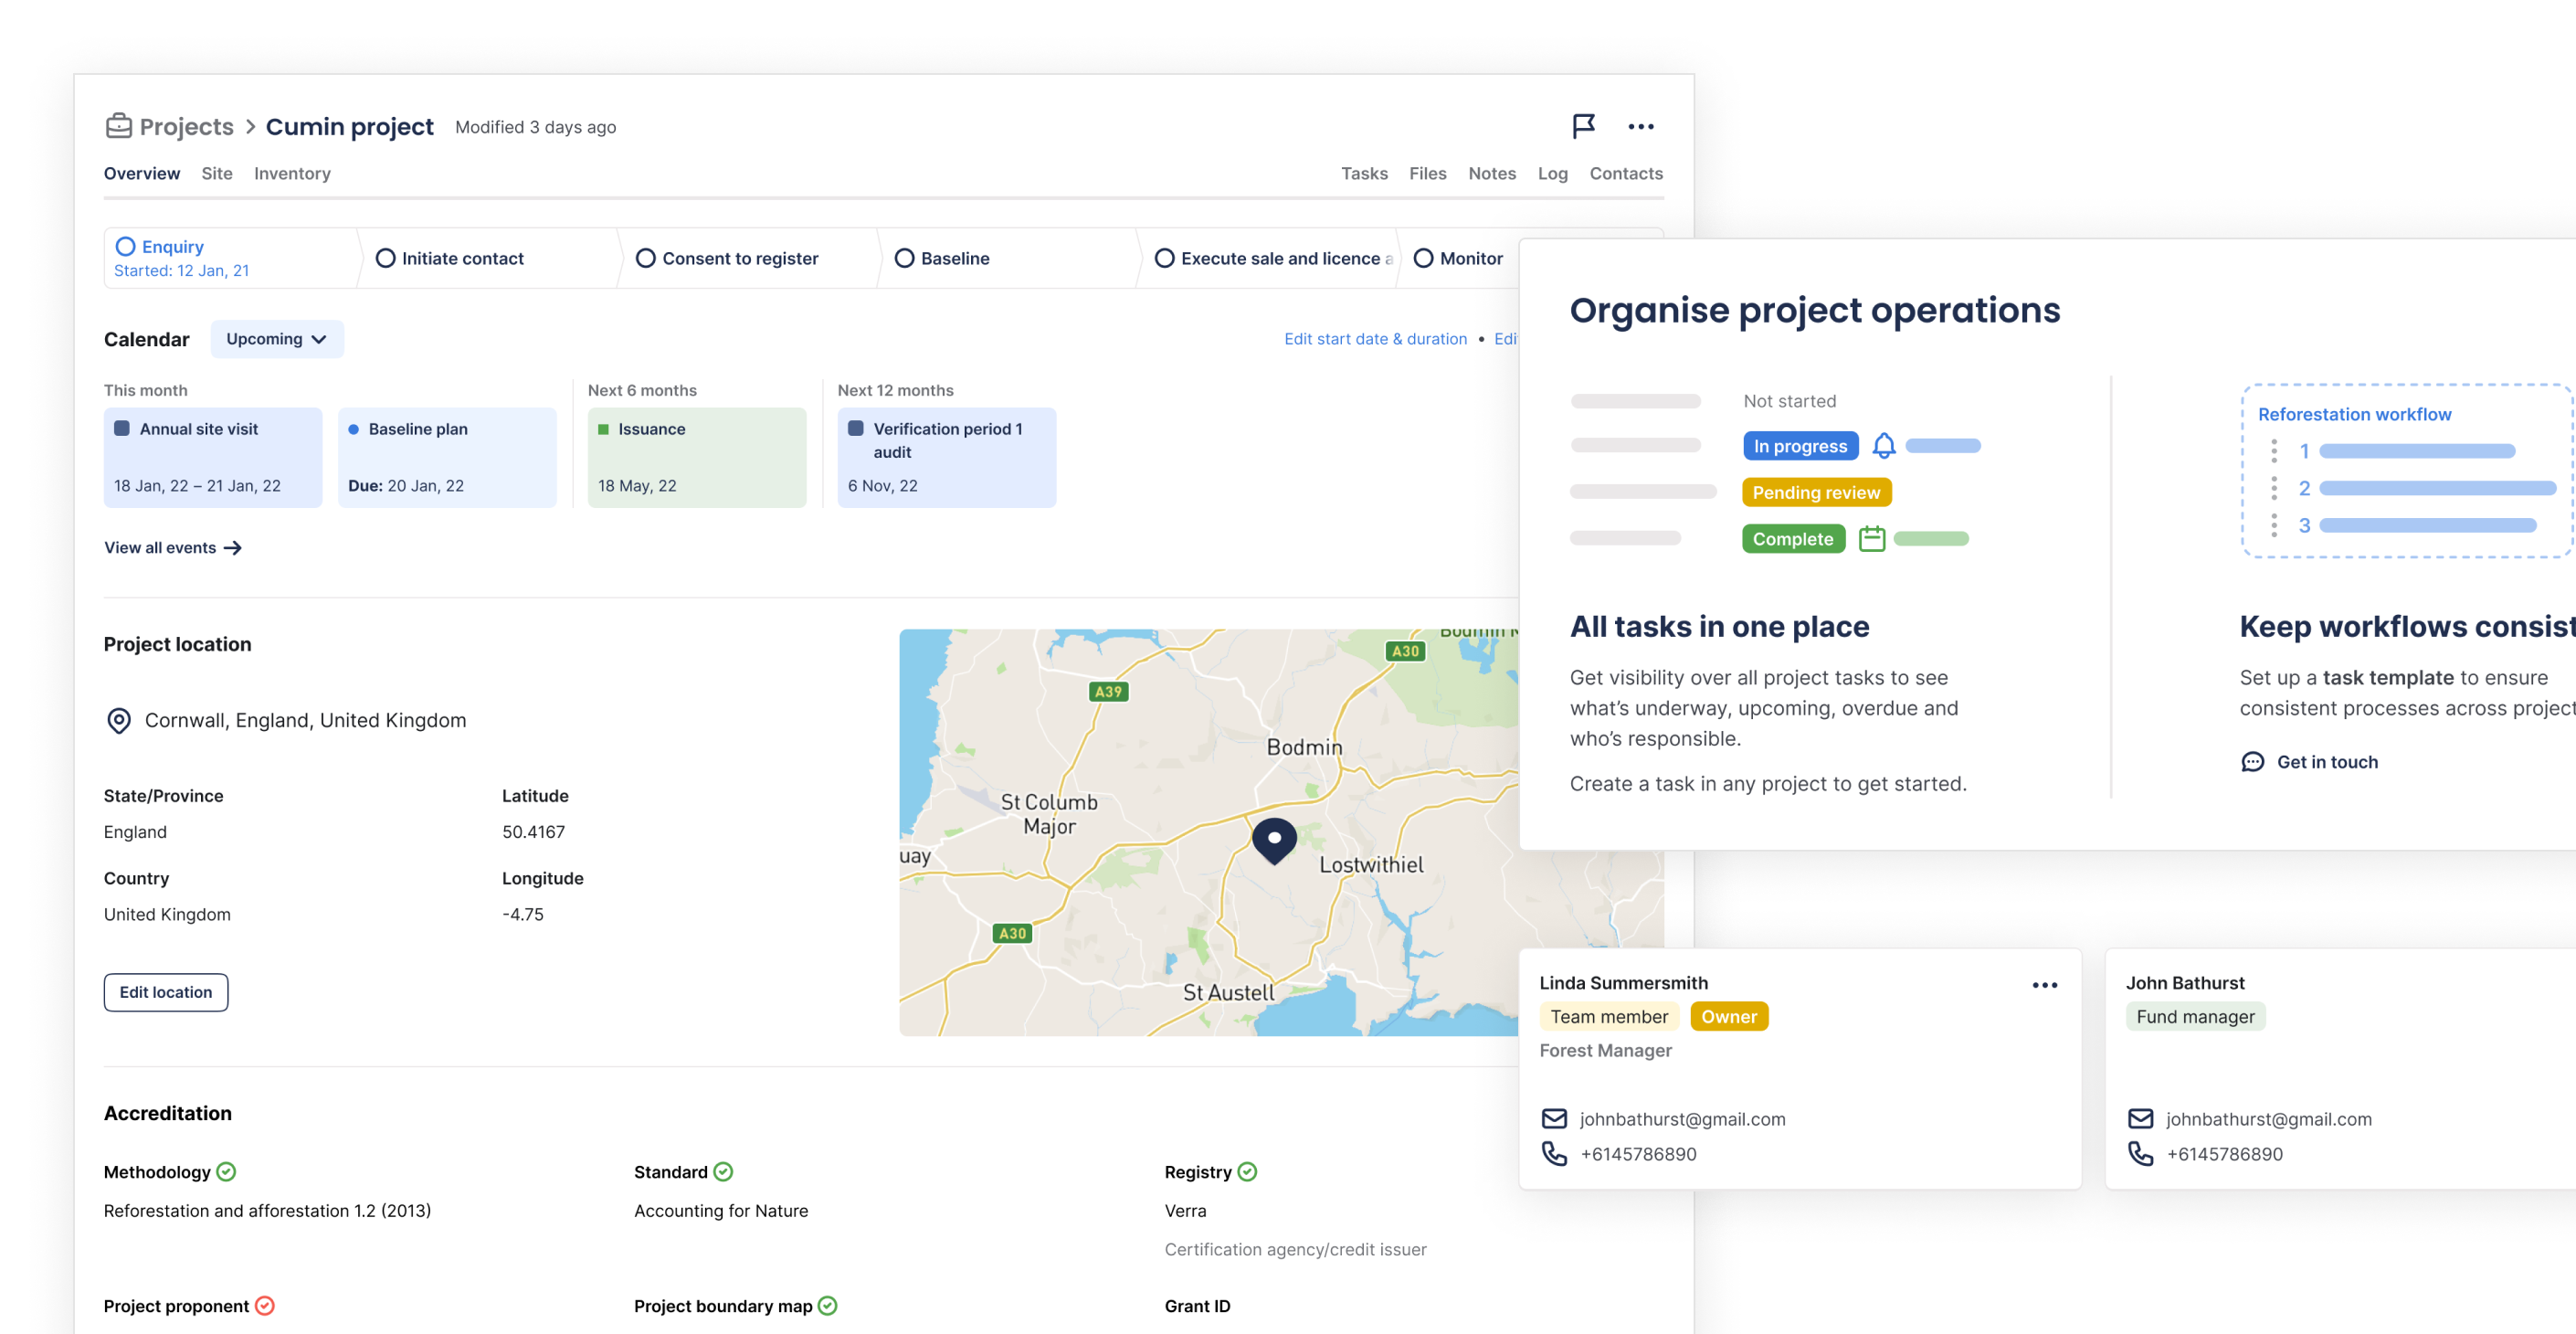 Projects > Cumin project Modified 3 days ago
Overview Site Inventory
Tasks Files Notes Log Contacts
Enquiry
Started: 12 Jan, 21
Initiate contact
Consent to register
Baseline
Execute sale and licence a
Monitor
Calendar
Upcoming
Edit start date & duration • Edi
This month
Annual site visit
18 Jan, 22 – 21 Jan, 22
Baseline plan
Due: 20 Jan, 22
Next 6 months
Issuance
18 May, 22
Next 12 months
Verification period 1
audit
6 Nov, 22
View all events →
Project location
Cornwall, England, United Kingdom
State/Province
England
Latitude
50.4167
Country
United Kingdom
Longitude
-4.75
Edit location
A30
A39
Bodmin
St Columb
Major
uay
Lostwithiel
A30
St Austell
Accreditation
Methodology
Reforestation and afforestation 1.2 (2013)
Standard
Accounting for Nature
Registry
Verra
Certification agency/credit issuer
Project proponent
Project boundary map
Grant ID
Organise project operations
Not started
In progress
Pending review
Complete
All tasks in one place
Get visibility over all project tasks to see
what's underway, upcoming, overdue and
who's responsible.
Create a task in any project to get started.
Reforestation workflow
1
2
3
Keep workflows consist
Set up a task template to ensure
consistent processes across project
Get in touch
Linda Summersmith
Team member Owner
Forest Manager
johnbathurst@gmail.com
+6145786890
John Bathurst
Fund manager
johnbathurst@gmail.com
+6145786890